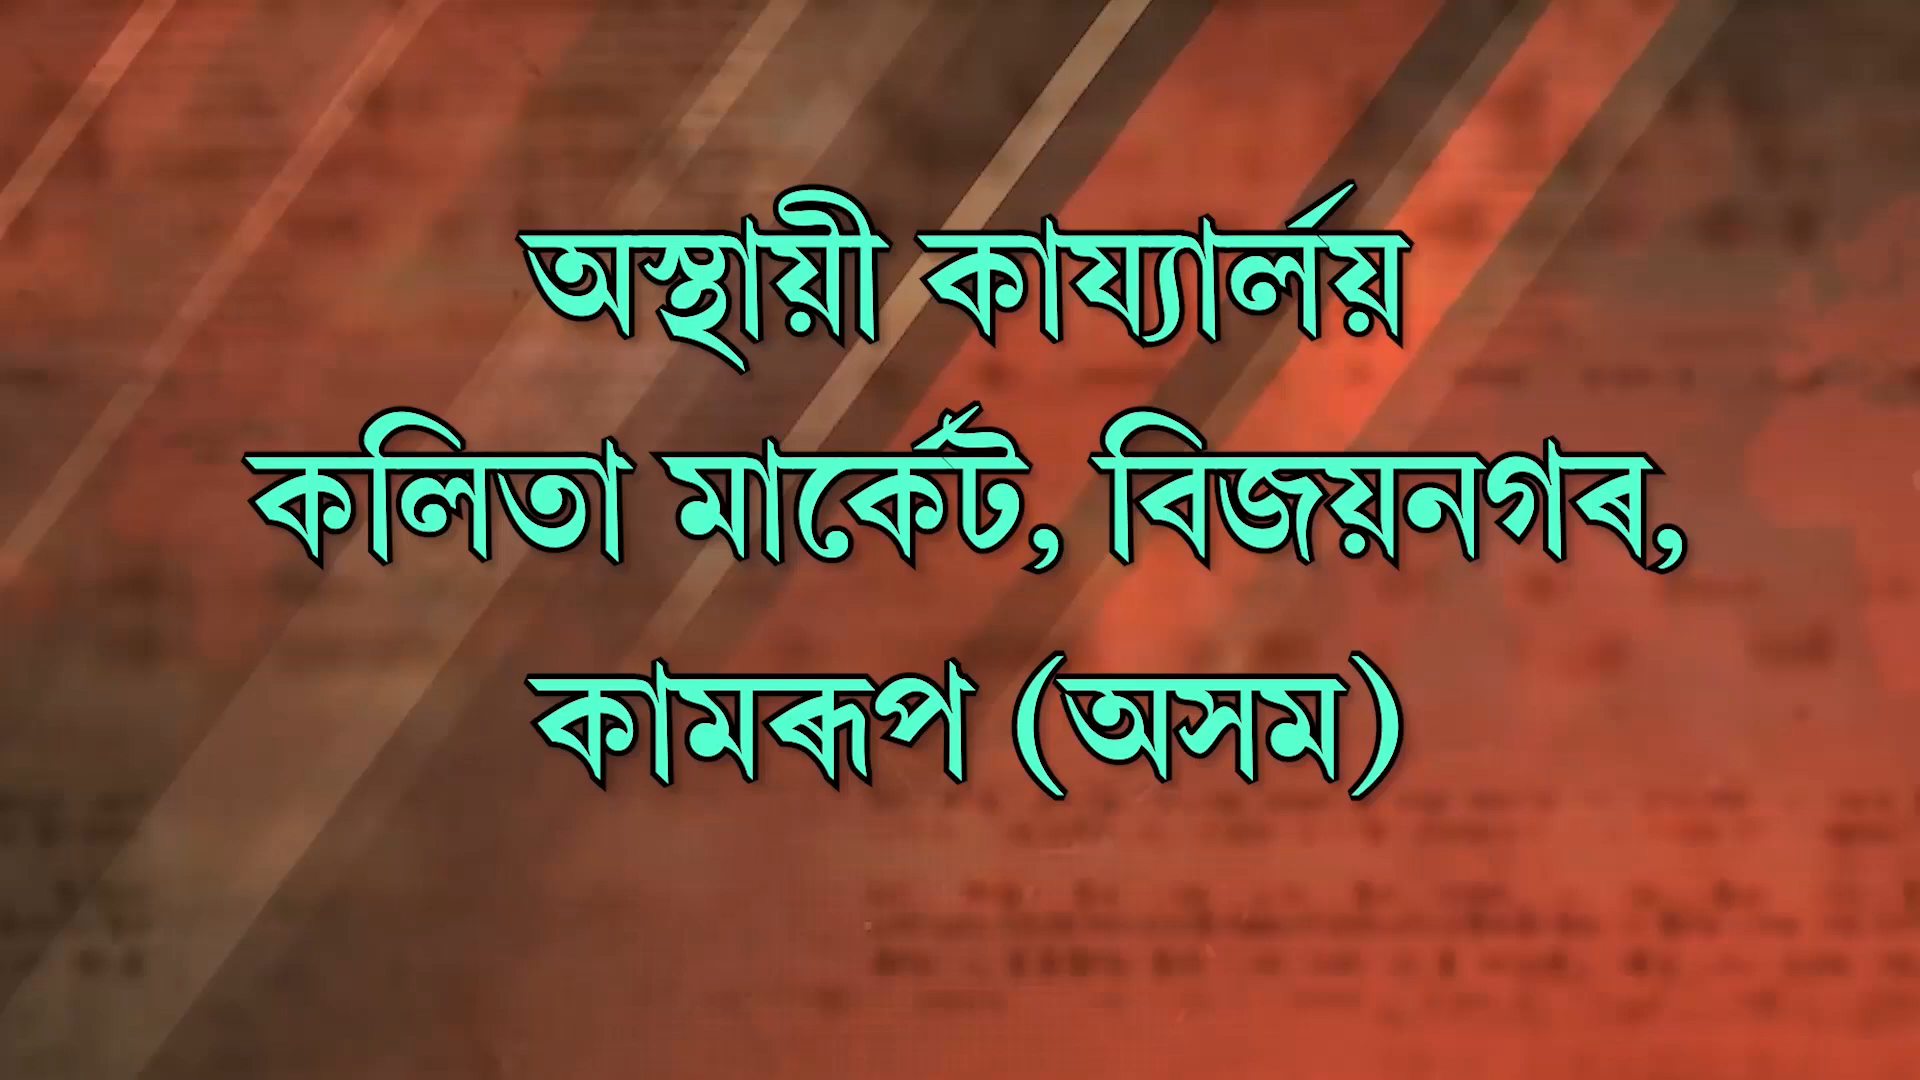 অস্থায়ী কায্যার্লয়
কলিতা মার্কেট, বিজয়নগৰ,
কামৰূপ (অসম)